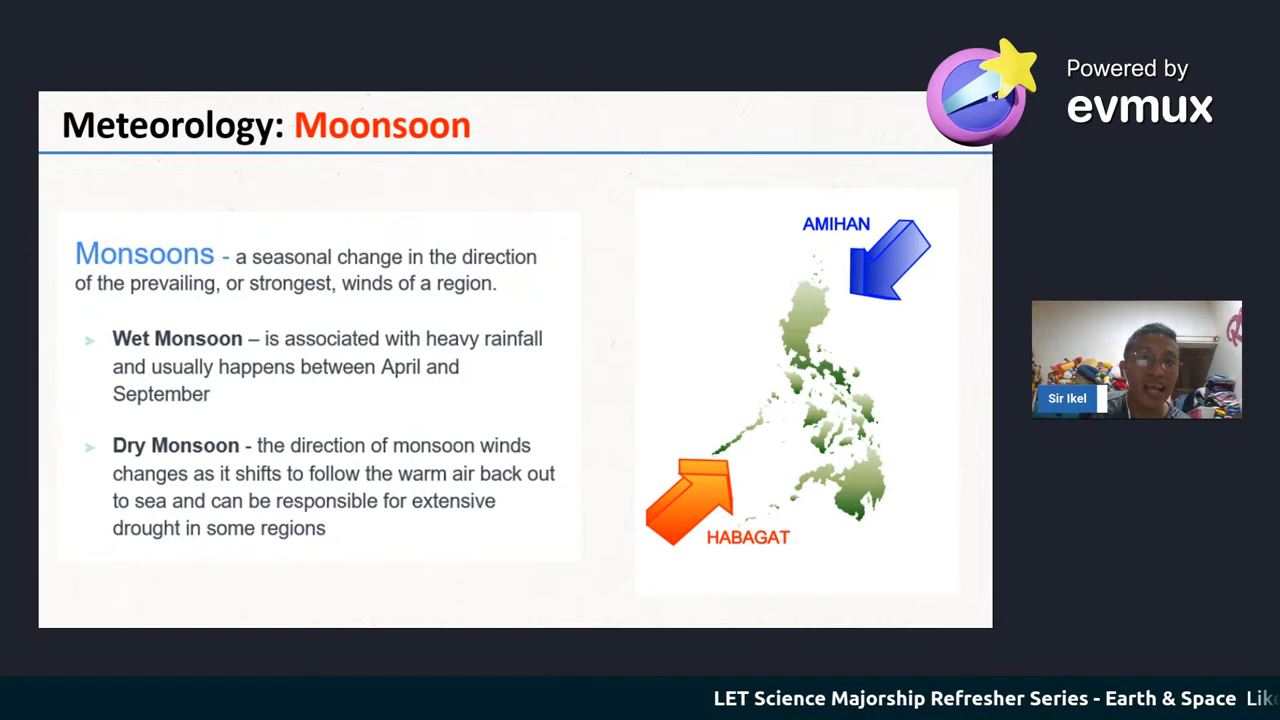 Powered by
evmux
Meteorology: Moonsoon
Monsoons - a seasonal change in the direction
of the prevailing, or strongest, winds of a region.
➢ Wet Monsoon – is associated with heavy rainfall
and usually happens between April and
September
➢ Dry Monsoon - the direction of monsoon winds
changes as it shifts to follow the warm air back out
to sea and can be responsible for extensive
drought in some regions
AMIHAN
HABAGAT
Sir Ikel
LET Science Majorship Refresher Series - Earth & Space Lik